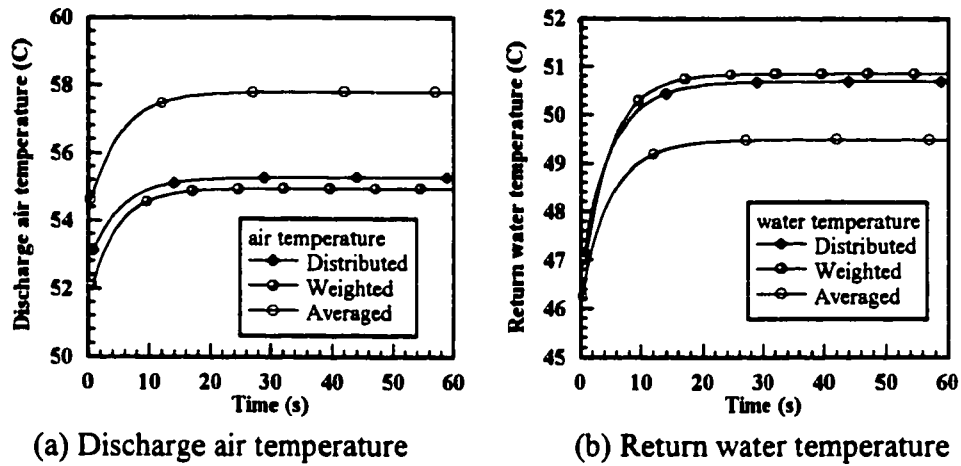 Discharge air temperature (C)
60
58
56
54
52
50
0
10
20
30
40
50
60
Time (s)
air temperature
Distributed
Weighted
Averaged
(a) Discharge air temperature
Return water temperature (C)
52
51
50
49
48
47
46
45
0
10
20
30
40
50
60
Time (s)
water temperature
Distributed
Weighted
Averaged
(b) Return water temperature